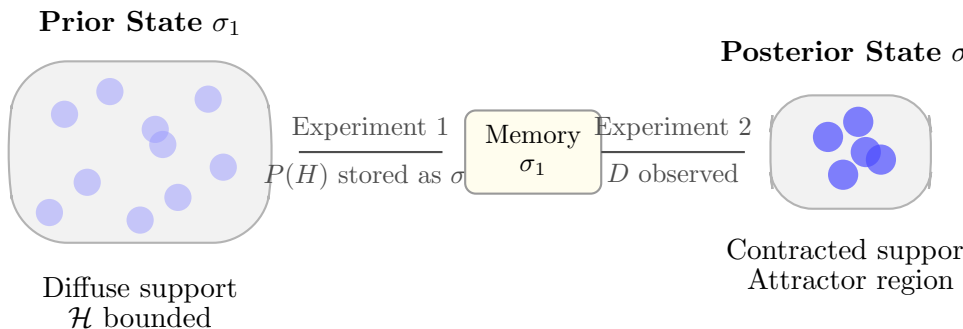 Prior State σ₁
Posterior State σ
Experiment 1
P(H) stored as σ
Memory
σ₁
Experiment 2
D observed
Diffuse support
ℋ bounded
Contracted suppor
Attractor region